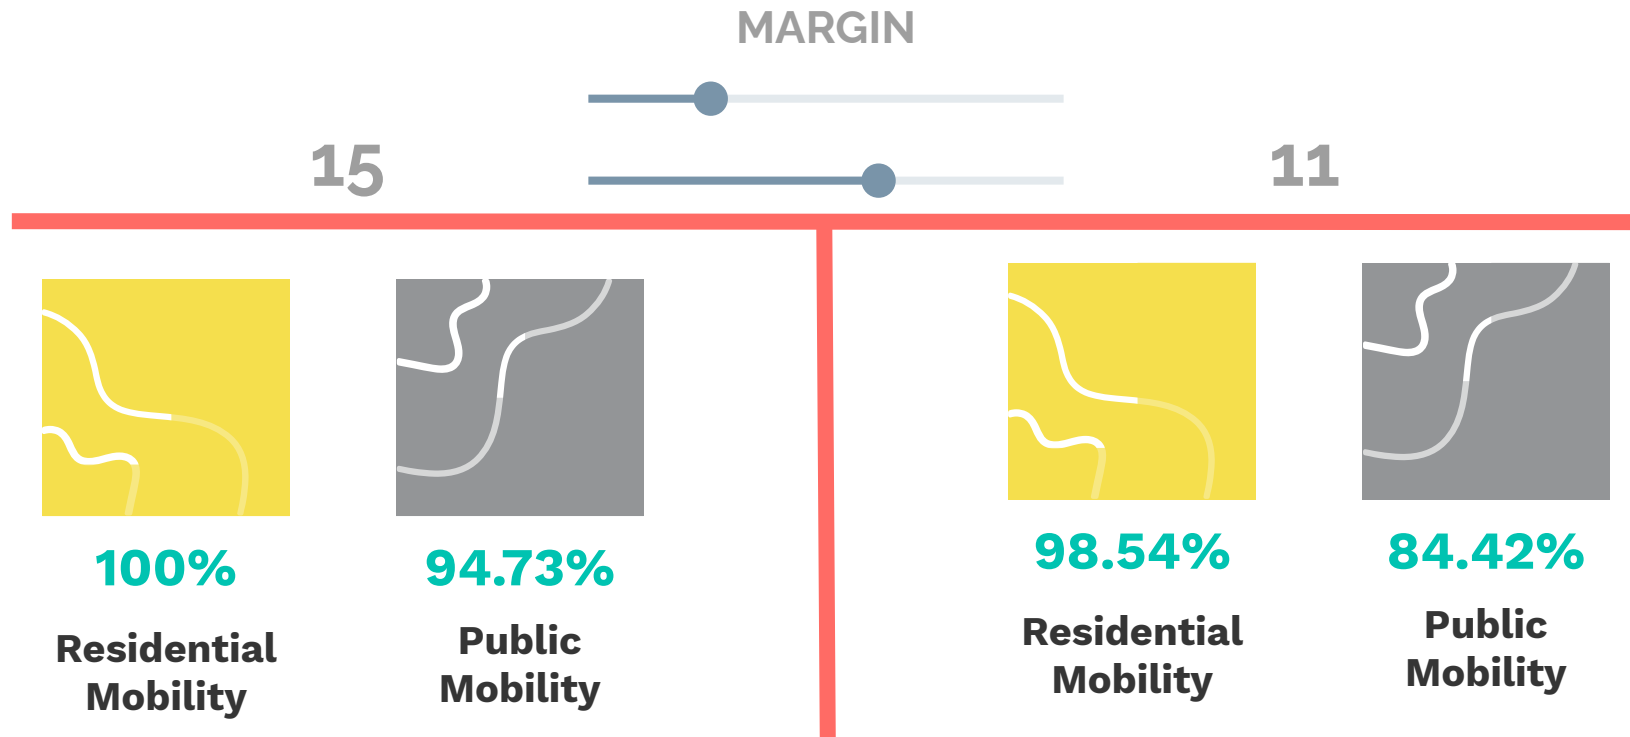 MARGIN
15
11
100%
Residential
Mobility
94.73%
Public
Mobility
98.54%
Residential
Mobility
84.42%
Public
Mobility